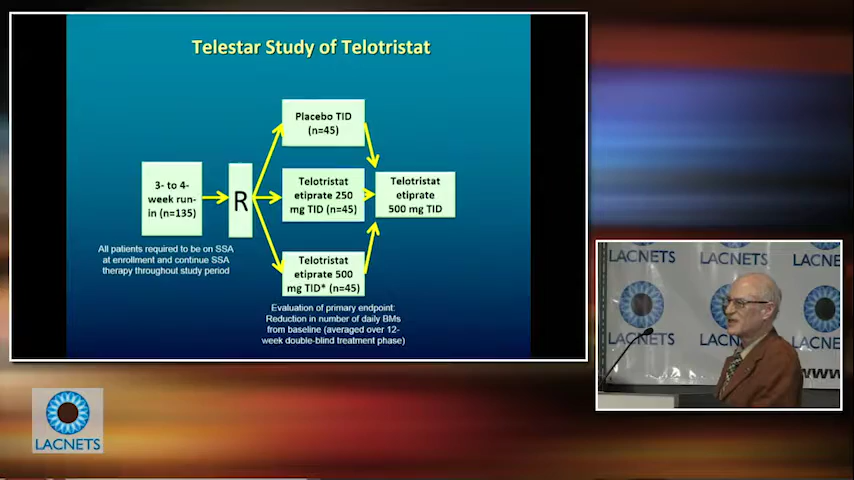 Telestar Study of Telotristat
Placebo TID
(n=45)
3- to 4-
week run-
in (n=135)
R
Telotristat
etiprate 250
mg TID (n=45)
Telotristat
etiprate
500 mg TID
All patients required to be on SSA
at enrollment and continue SSA
therapy throughout study period
Telotristat
etiprate 500
mg TID* (n=45)
Evaluation of primary endpoint:
Reduction in number of daily BMs
from baseline (averaged over 12-
week double-blind treatment phase)
LACNETS
LACNETS
LACNETS
www
LACNETS